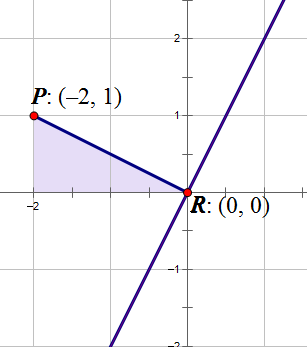 2
P: (–2, 1)
1
–2
R: (0, 0)
–1
–2